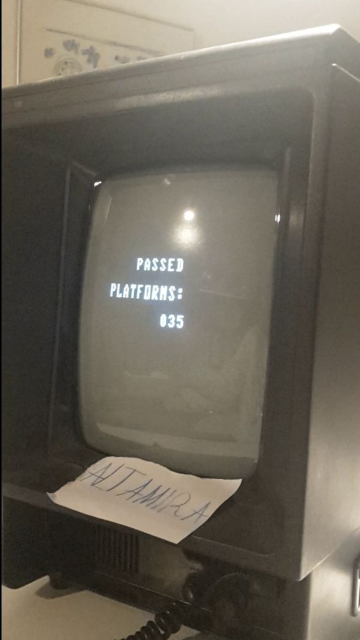 PASSED
PLATFORMS:
035
ALTAMIRA